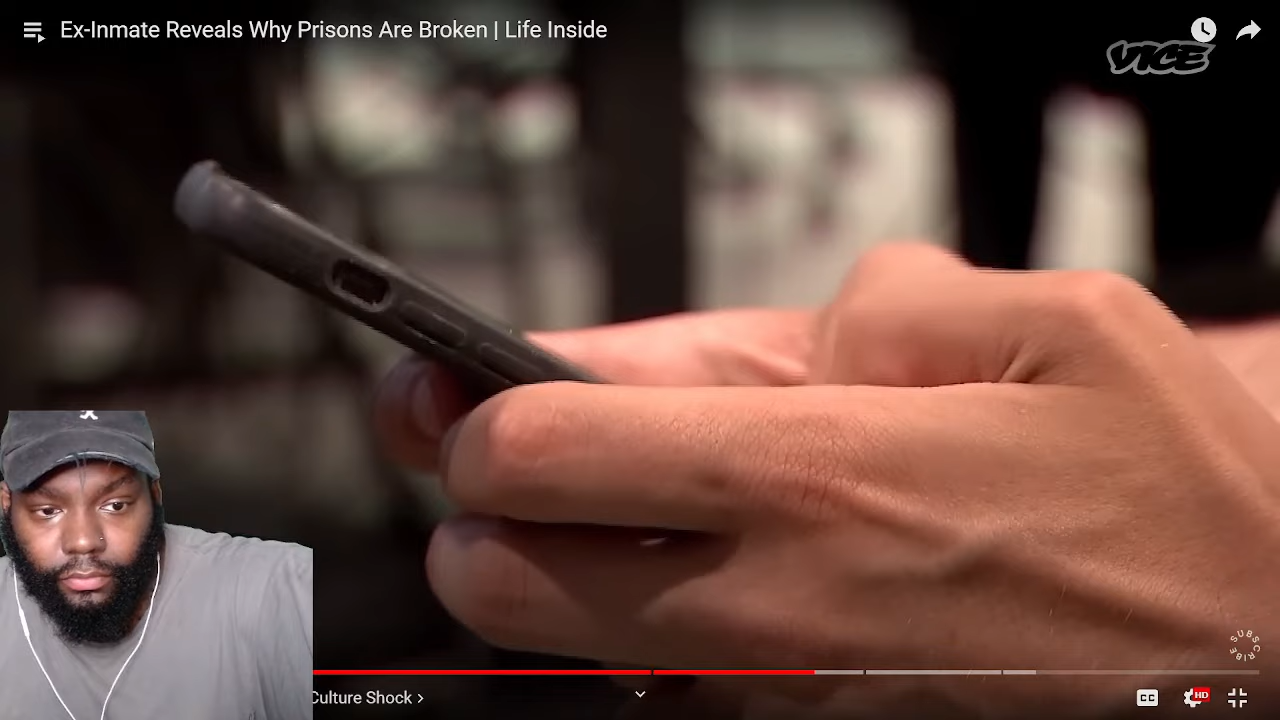 Ex-Inmate Reveals Why Prisons Are Broken | Life Inside
VICE
SUBSCRIBE
Culture Shock
CC
HD